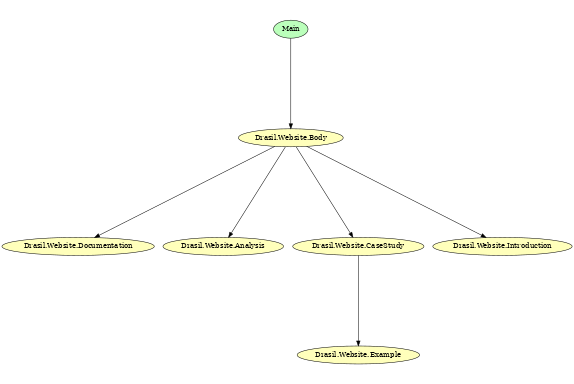 Main
Drasil.Website.Body
Drasil.Website.Documentation
Drasil.Website.Analysis
Drasil.Website.CaseStudy
Drasil.Website.Introduction
Drasil.Website.Example